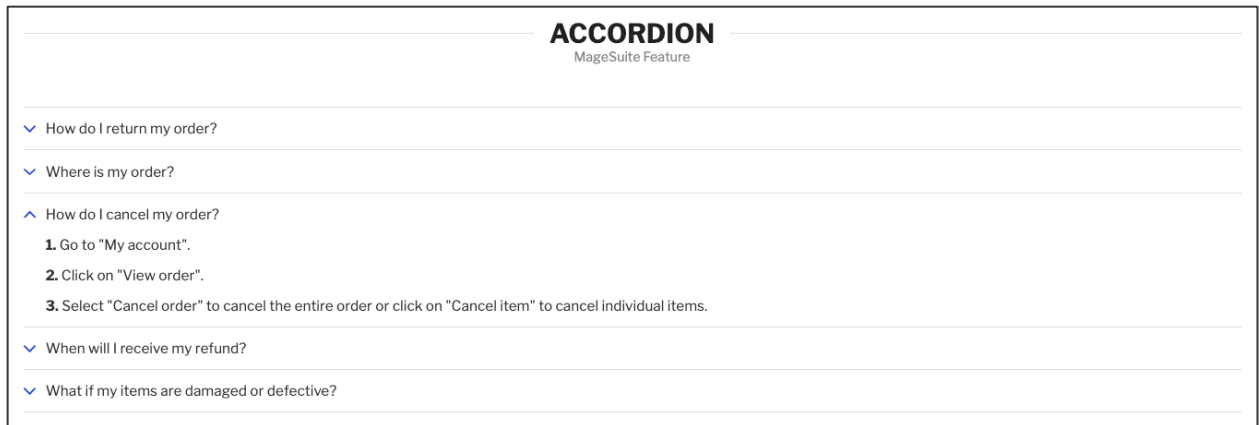 ACCORDION
MageSuite Feature
How do I return my order?
Where is my order?
How do I cancel my order?
1. Go to "My account".
2. Click on "View order".
3. Select "Cancel order" to cancel the entire order or click on "Cancel item" to cancel individual items.
When will I receive my refund?
What if my items are damaged or defective?